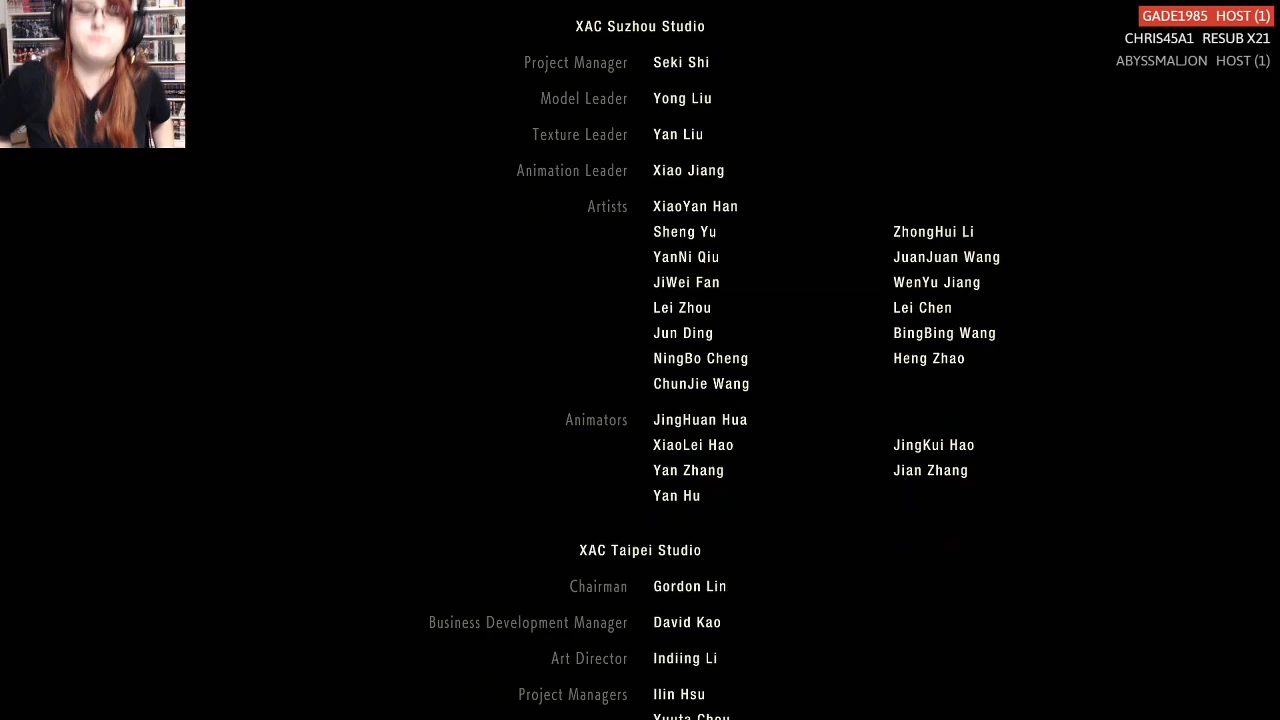 GADE1985 HOST (1)
CHRIS45A1 RESUB X21
ABYSSMALJON HOST (1)
XAC Suzhou Studio
Project Manager Seki Shi
Model Leader Yong Liu
Texture Leader Yan Liu
Animation Leader Xiao Jiang
Artists XiaoYan Han
Sheng Yu ZhongHui Li
YanNi Qiu JuanJuan Wang
JiWei Fan WenYu Jiang
Lei Zhou Lei Chen
Jun Ding BingBing Wang
NingBo Cheng Heng Zhao
ChunJie Wang
Animators JingHuan Hua
XiaoLei Hao JingKui Hao
Yan Zhang Jian Zhang
Yan Hu
XAC Taipei Studio
Chairman Gordon Lin
Business Development Manager David Kao
Art Director Indiing Li
Project Managers Ilin Hsu
Yuuta Chou